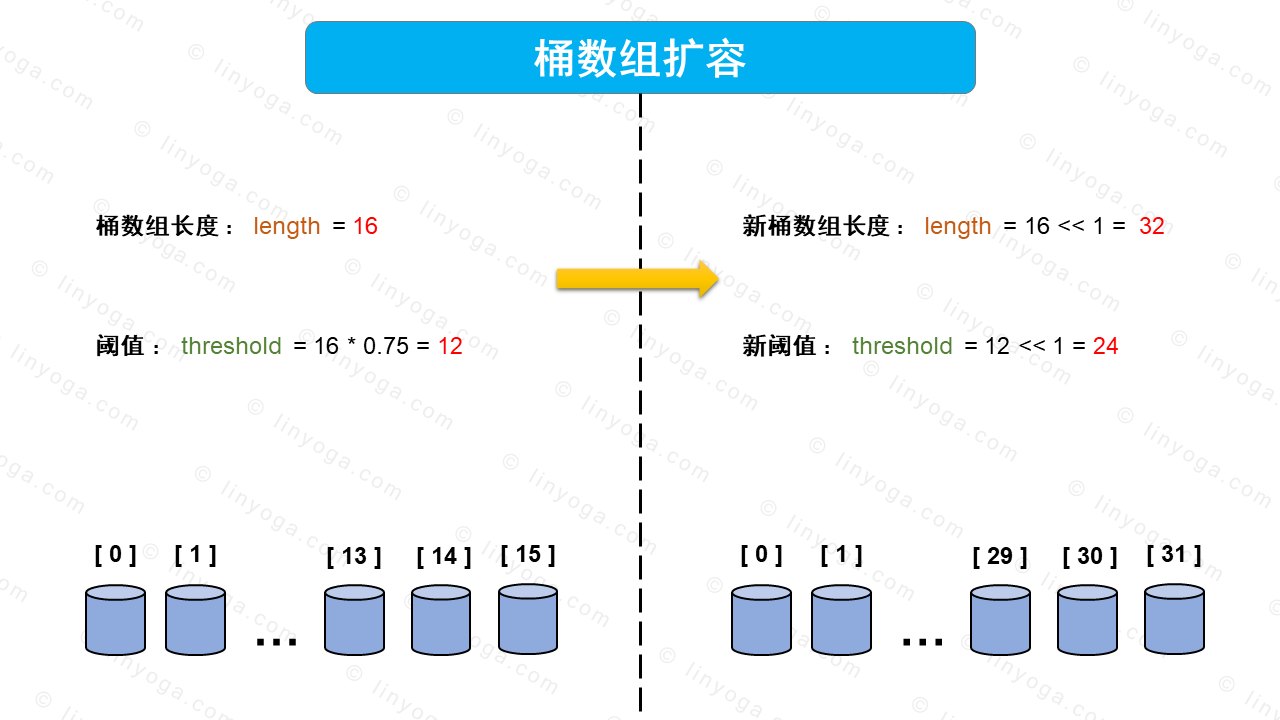 桶数组扩容
桶数组长度： length = 16
阈值： threshold = 16 * 0.75 = 12
[ 0 ] [ 1 ] [ 13 ] [ 14 ] [ 15 ]
...
新桶数组长度： length = 16 << 1 = 32
新阈值： threshold = 12 << 1 = 24
[ 0 ] [ 1 ] [ 29 ] [ 30 ] [ 31 ]
...
© linyoga.com